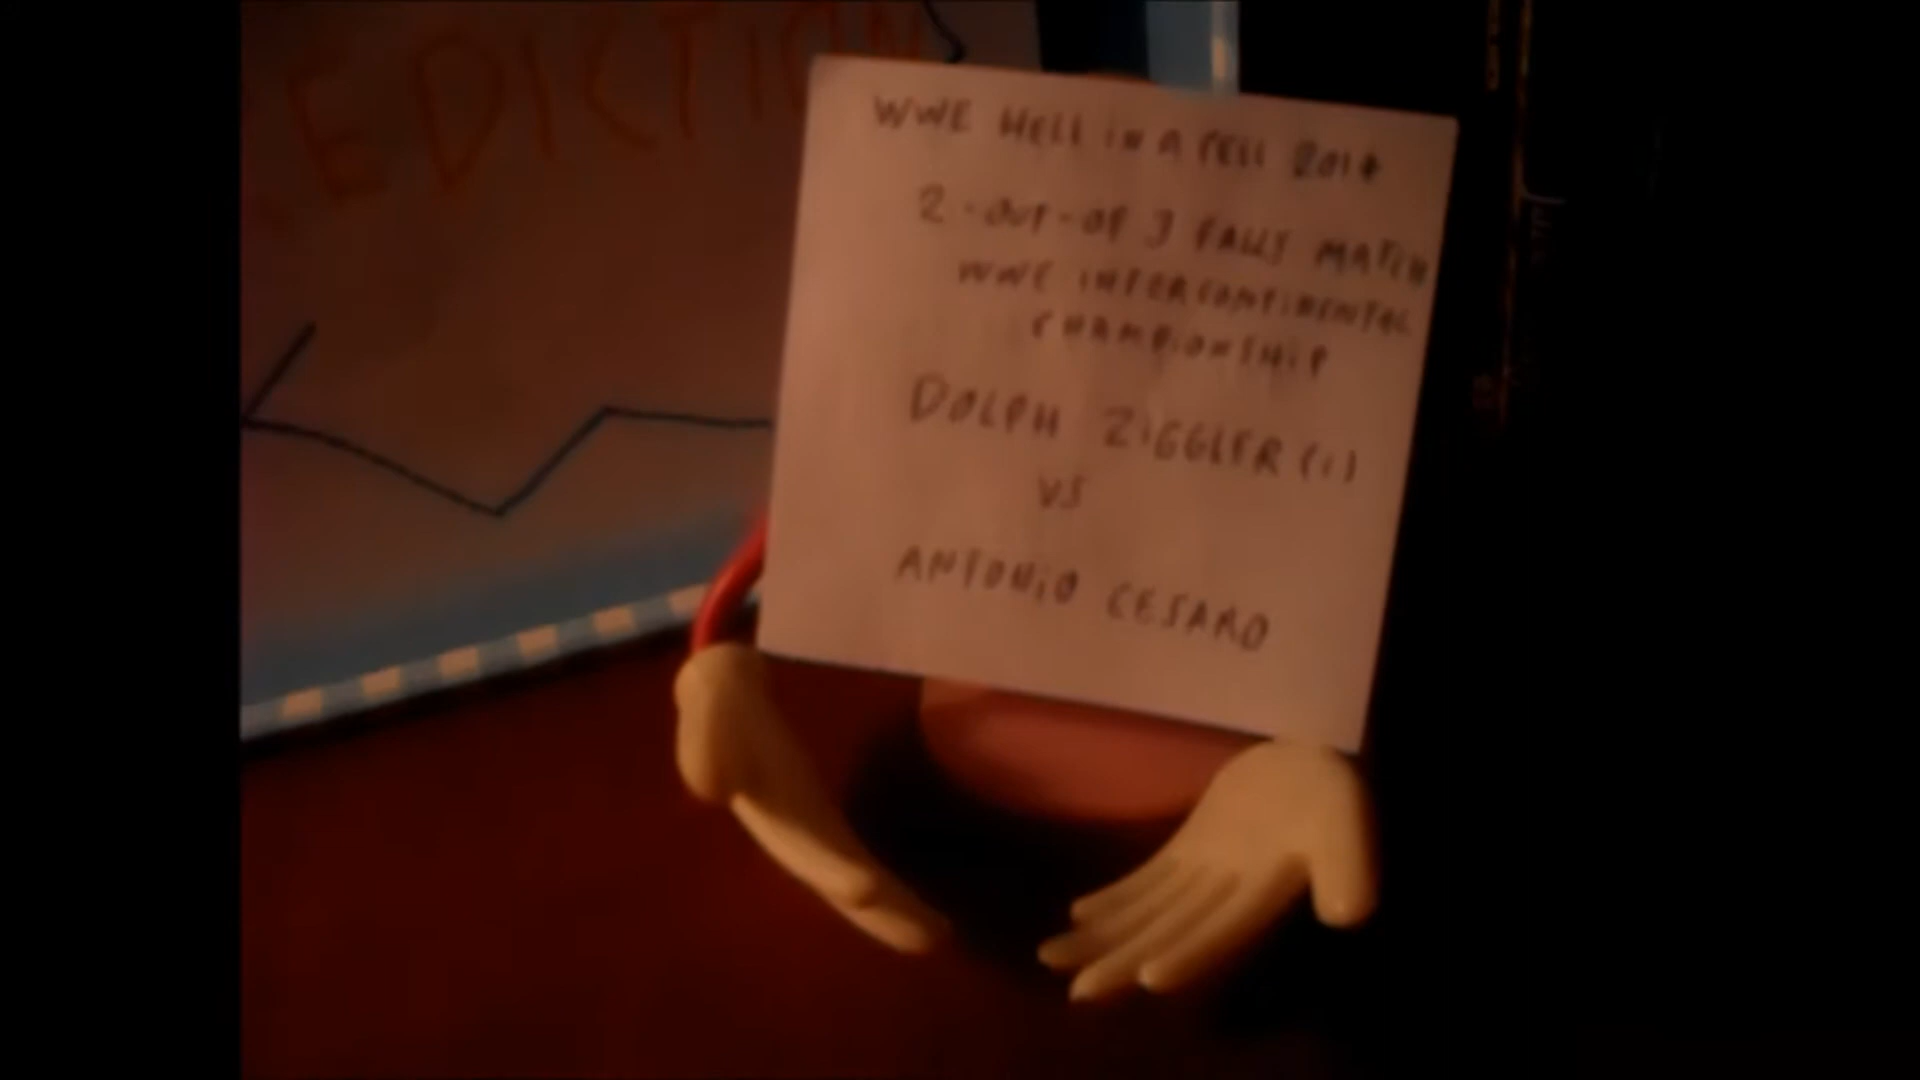 EDICTION
WWE HELL IN A CELL 2014
2-OUT-OF 3 FALLS MATCH
WWE INTERCONTINENTAL
CHAMPIONSHIP
DOLPH ZIGGLER (C)
VS
ANTONIO CESARO